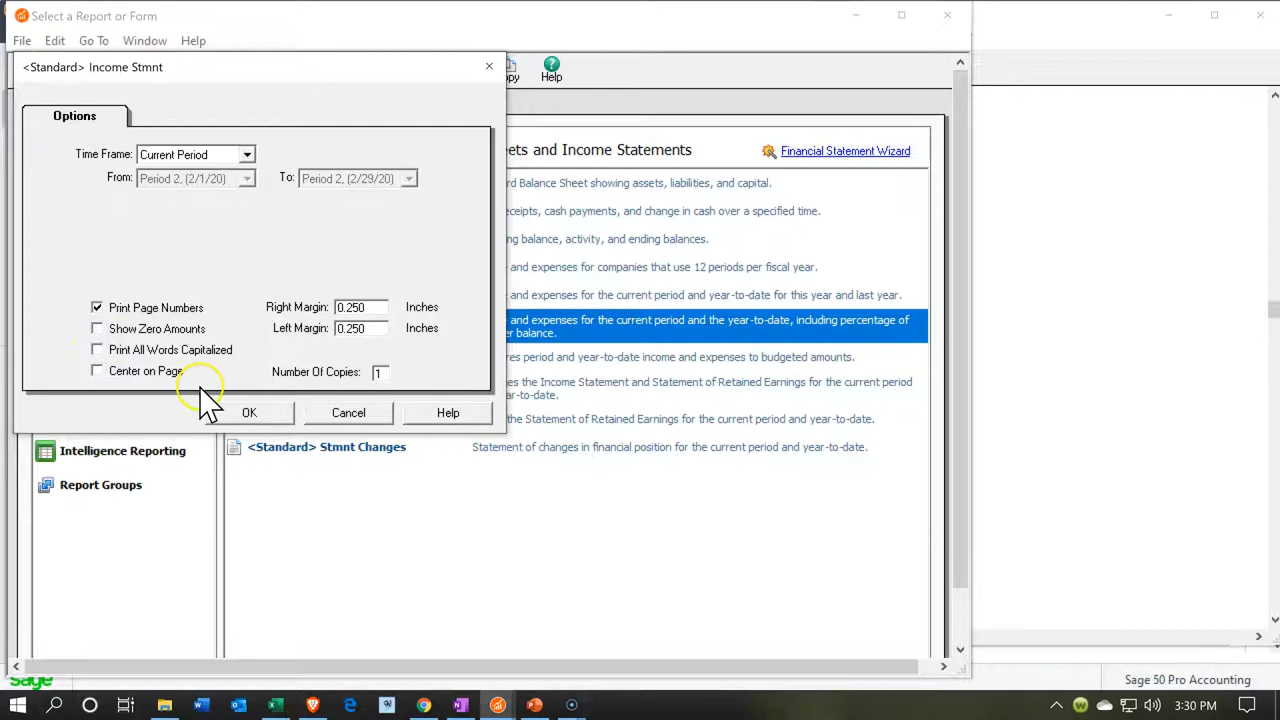 Select a Report or Form
File Edit Go To Window Help
<Standard> Income Stmnt
Help
Options
Time Frame: Current Period
From: Period 2, (2/1/20) To: Period 2, (2/29/20)
Print Page Numbers Right Margin: 0.250 Inches
Show Zero Amounts Left Margin: 0.250 Inches
Print All Words Capitalized
Center on Page Number Of Copies: 1
OK Cancel Help
ets and Income Statements Financial Statement Wizard
rd Balance Sheet showing assets, liabilities, and capital.
receipts, cash payments, and change in cash over a specified time.
ng balance, activity, and ending balances.
and expenses for companies that use 12 periods per fiscal year.
and expenses for the current period and year-to-date for this year and last year.
and expenses for the current period and the year-to-date, including percentage of
er balance.
res period and year-to-date income and expenses to budgeted amounts.
es the Income Statement and Statement of Retained Earnings for the current period
r-to-date.
the Statement of Retained Earnings for the current period and year-to-date.
<Standard> Stmnt Changes Statement of changes in financial position for the current period and year-to-date.
Intelligence Reporting
Report Groups
sage
Sage 50 Pro Accounting
3:30 PM